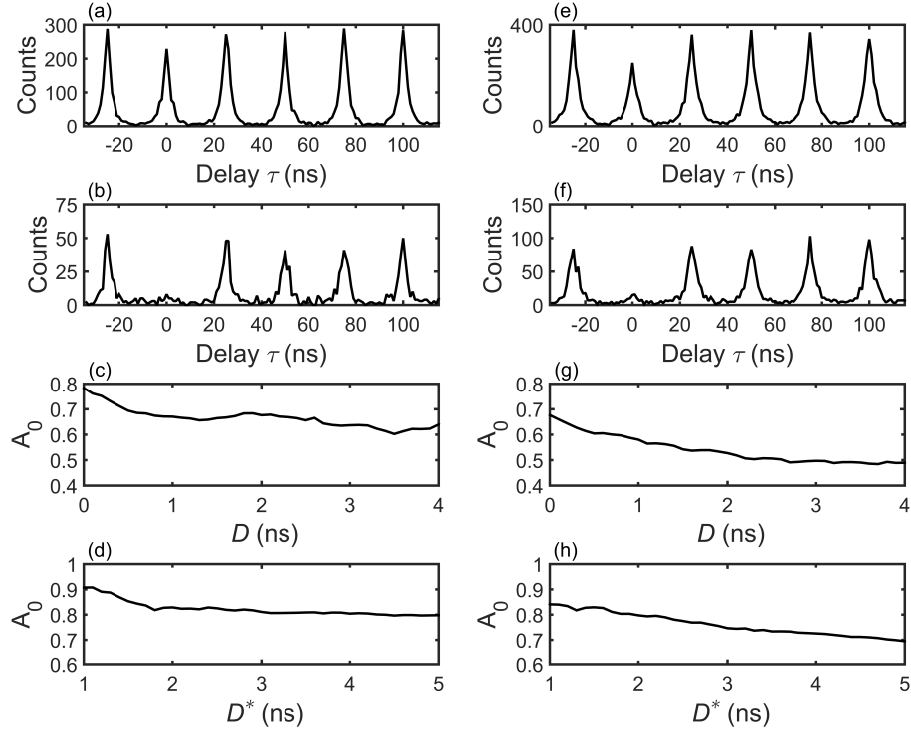 (a)
300
200
100
0
Counts
-20 0 20 40 60 80 100
Delay τ (ns)
(e)
400
200
0
Counts
-20 0 20 40 60 80 100
Delay τ (ns)
(b)
75
50
25
0
Counts
-20 0 20 40 60 80 100
Delay τ (ns)
(f)
150
100
50
0
Counts
-20 0 20 40 60 80 100
Delay τ (ns)
(c)
0.8
0.7
0.6
0.5
0.4
A0
0 1 2 3 4
D (ns)
(g)
0.8
0.7
0.6
0.5
0.4
A0
0 1 2 3 4
D (ns)
(d)
1
0.9
0.8
0.7
0.6
A0
1 2 3 4 5
D* (ns)
(h)
1
0.9
0.8
0.7
0.6
A0
1 2 3 4 5
D* (ns)